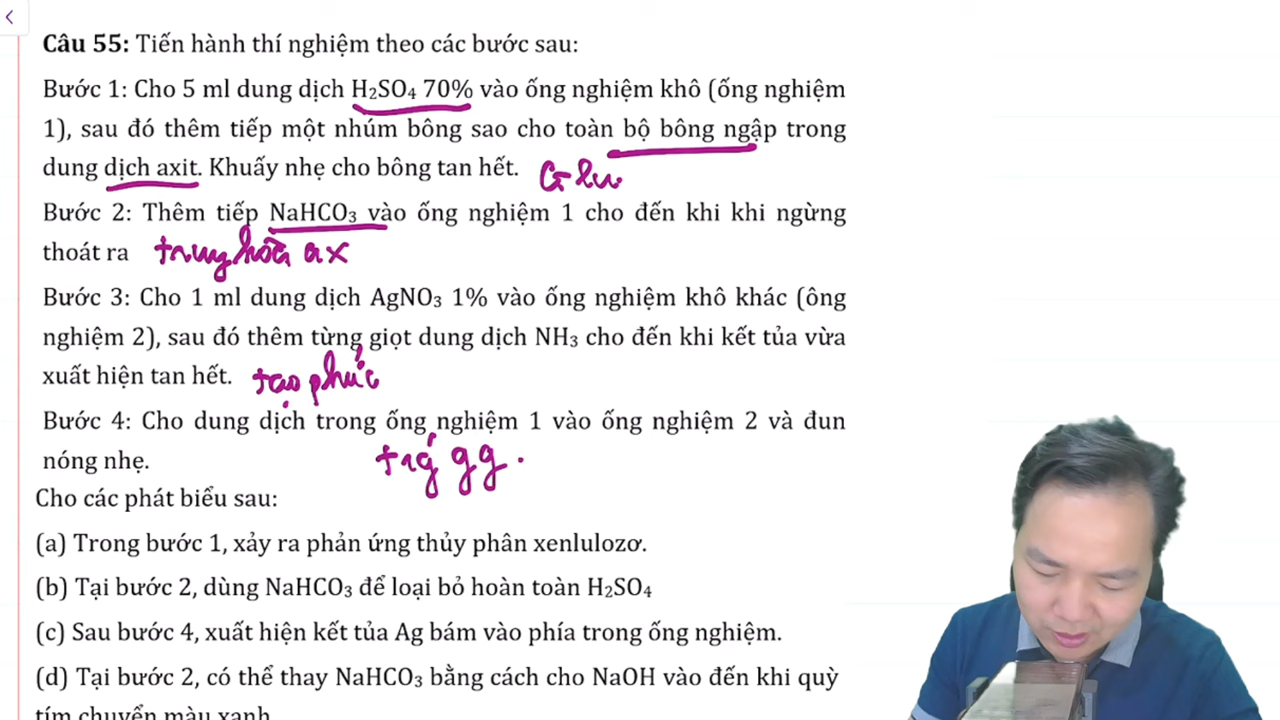 Câu 55: Tiến hành thí nghiệm theo các bước sau:
Bước 1: Cho 5 ml dung dịch H₂SO₄ 70% vào ống nghiệm khô (ống nghiệm
1), sau đó thêm tiếp một nhúm bông sao cho toàn bộ bông ngập trong
dung dịch axit. Khuấy nhẹ cho bông tan hết. Glu
Bước 2: Thêm tiếp NaHCO₃ vào ống nghiệm 1 cho đến khi khi ngừng
thoát ra trung hòa ax
Bước 3: Cho 1 ml dung dịch AgNO₃ 1% vào ống nghiệm khô khác (ông
nghiệm 2), sau đó thêm từng giọt dung dịch NH₃ cho đến khi kết tủa vừa
xuất hiện tan hết. tạo phức
Bước 4: Cho dung dịch trong ống nghiệm 1 vào ống nghiệm 2 và đun
nóng nhẹ. gg
Cho các phát biểu sau:
(a) Trong bước 1, xảy ra phản ứng thủy phân xenlulozơ.
(b) Tại bước 2, dùng NaHCO₃ để loại bỏ hoàn toàn H₂SO₄
(c) Sau bước 4, xuất hiện kết tủa Ag bám vào phía trong ống nghiệm.
(d) Tại bước 2, có thể thay NaHCO₃ bằng cách cho NaOH vào đến khi quỳ
tím chuyển màu xanh